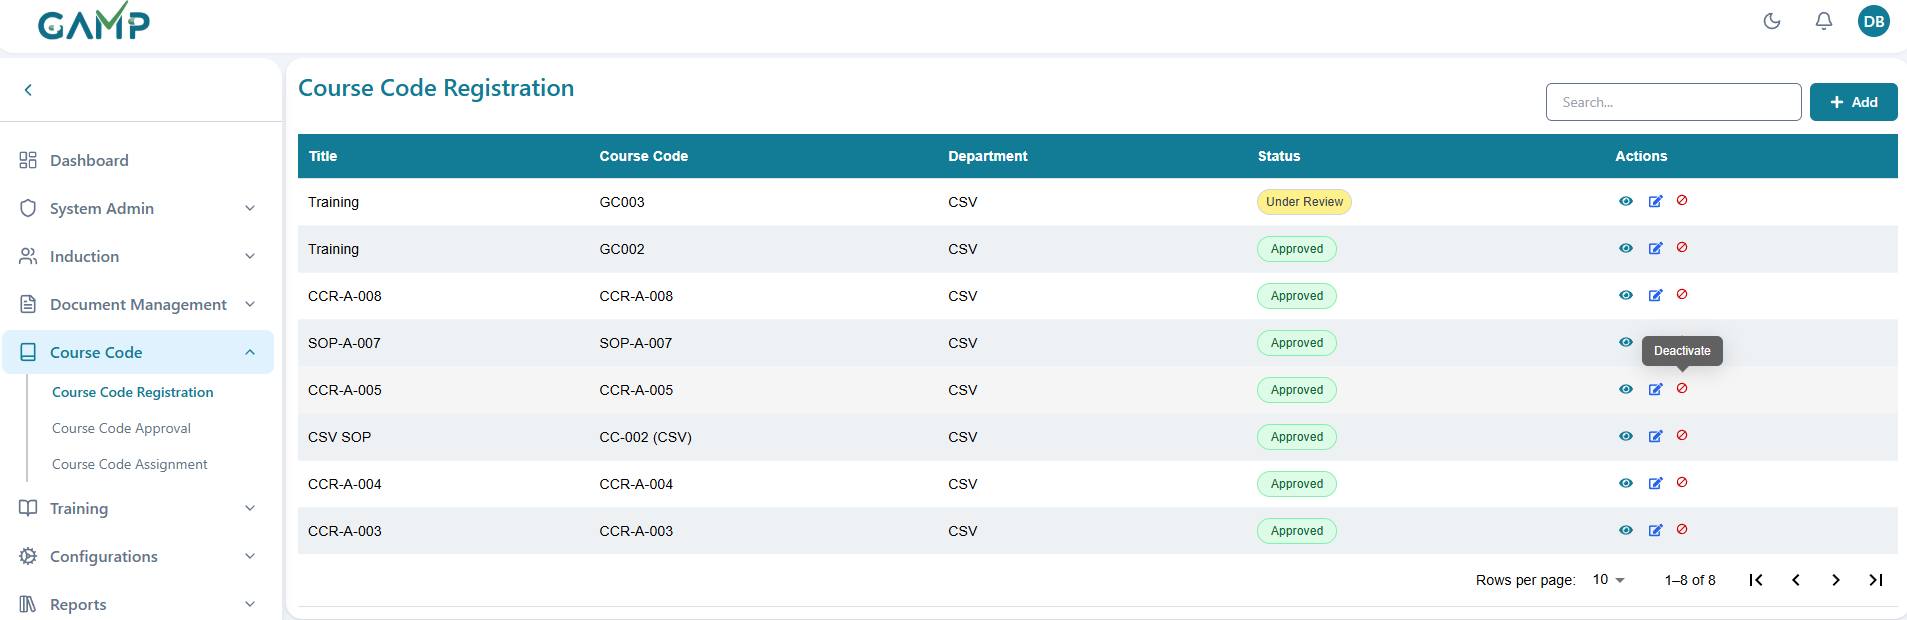 GAMP
DB
Course Code Registration
Search...
+ Add
Dashboard
System Admin
Induction
Document Management
Course Code
Course Code Registration
Course Code Approval
Course Code Assignment
Training
Configurations
Reports
Title Course Code Department Status Actions
Training GC003 CSV Under Review
Training GC002 CSV Approved
CCR-A-008 CCR-A-008 CSV Approved
SOP-A-007 SOP-A-007 CSV Approved
Deactivate
CCR-A-005 CCR-A-005 CSV Approved
CSV SOP CC-002 (CSV) CSV Approved
CCR-A-004 CCR-A-004 CSV Approved
CCR-A-003 CCR-A-003 CSV Approved
Rows per page: 10 1–8 of 8